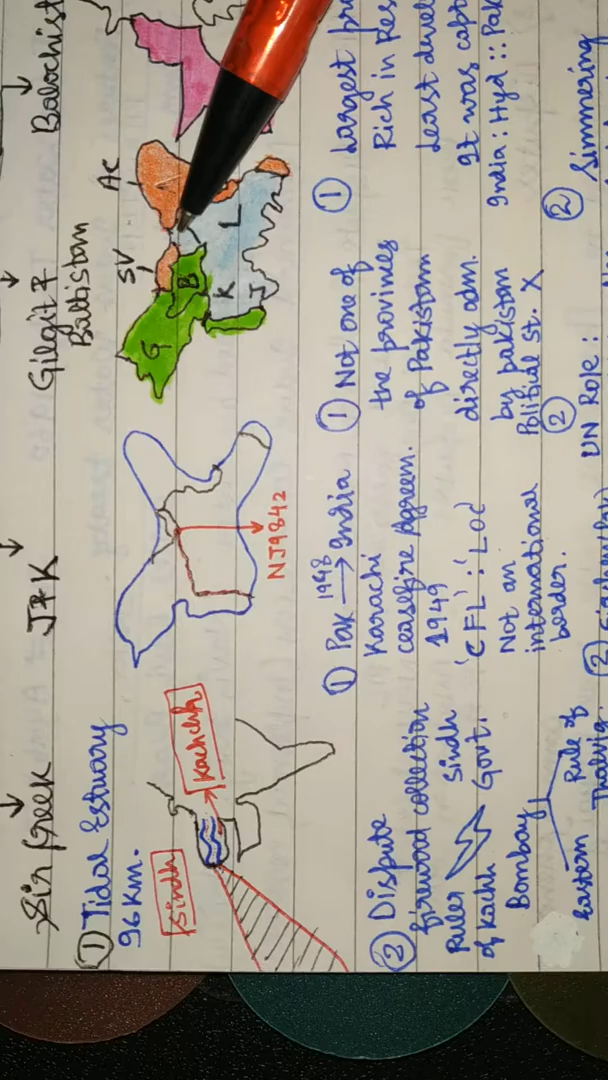 Sir Creek
① Tidal Estuary
96 Km.
Sindh
Kachchh
② Dispute
firewood collection
Ruler Sindh
of Kachh Govt.
Bombay
Eastern Rule of
Thalweg.
J&K
NJ9842
① Pak 1948 → India
Karachi
ceasefire Agreem.
1949
'CFL' : 'LOC'
Not an
international
border.
②
Gilgit &
Baltistan
SV
AC
G
B
K
L
J
① Not one of
the provinces
of Pakistan
directly adm.
by pakistan
Political St. X
②
UN Role :
Balochist
① Largest
Rich in Res
Least devel
It was capt
India : Hyd :: Pak
② Simmering